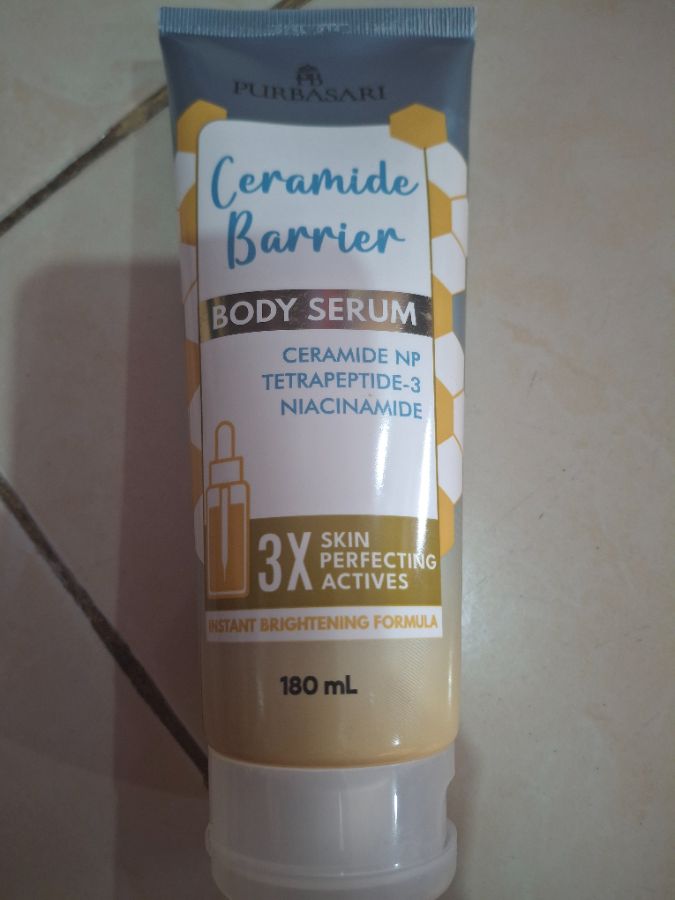 PURBASARI
Ceramide
Barrier
BODY SERUM
CERAMIDE NP
TETRAPEPTIDE-3
NIACINAMIDE
3X SKIN
PERFECTING
ACTIVES
INSTANT BRIGHTENING FORMULA
180 mL